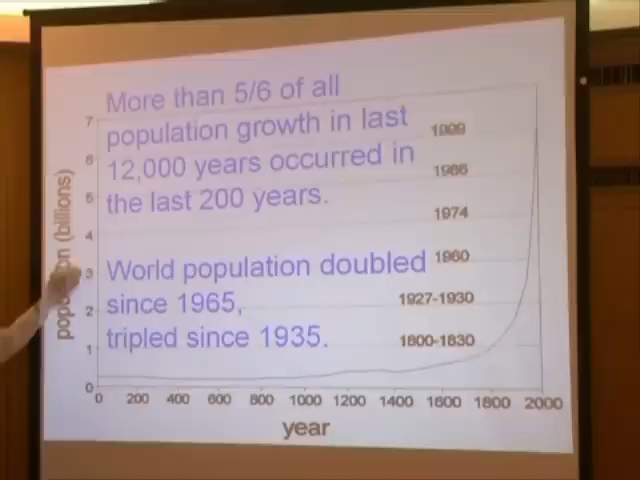 More than 5/6 of all
population growth in last
12,000 years occurred in
the last 200 years.
World population doubled
since 1965,
tripled since 1935.
population (billions)
7
6
5
4
3
2
1
0
1999
1986
1974
1960
1927-1930
1800-1830
0 200 400 600 800 1000 1200 1400 1600 1800 2000
year